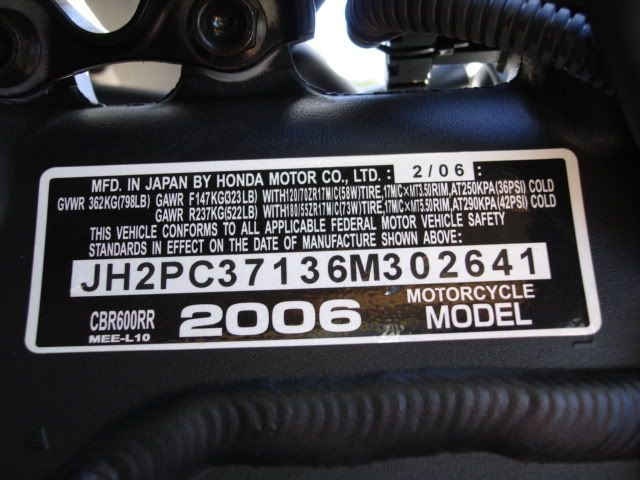 MFD. IN JAPAN BY HONDA MOTOR CO., LTD. : 2/06 :
GVWR 362KG(798LB) GAWR F147KG(323LB) WITH120/70ZR17M/C(58W)TIRE,17M/C×MT3.50RIM,AT250KPA(36PSI) COLD
GAWR R237KG(522LB) WITH180/55ZR17M/C(73W)TIRE,17M/C×MT5.50RIM,AT290KPA(42PSI) COLD
THIS VEHICLE CONFORMS TO ALL APPLICABLE FEDERAL MOTOR VEHICLE SAFETY
STANDARDS IN EFFECT ON THE DATE OF MANUFACTURE SHOWN ABOVE:
JH2PC37136M302641
CBR600RR 2006 MOTORCYCLE
MEE-L10 MODEL